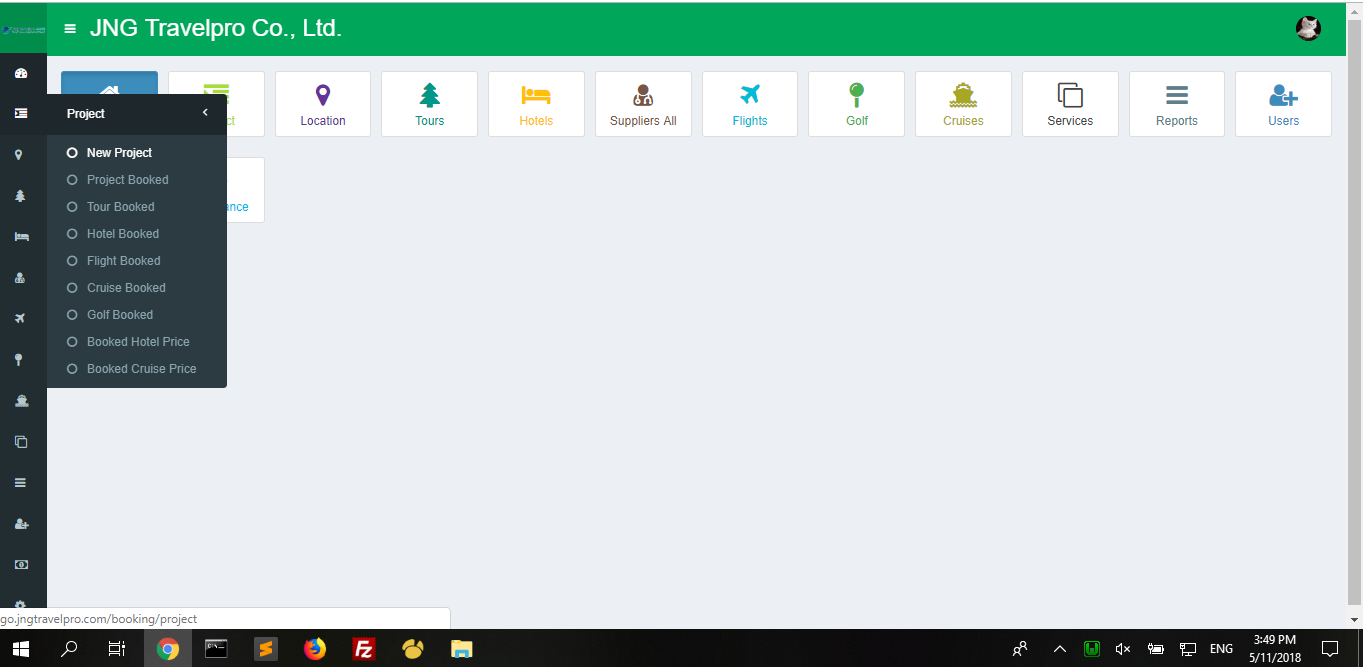 JNG Travelpro Co., Ltd.
Location
Tours
Hotels
Suppliers All
Flights
Golf
Cruises
Services
Reports
Users
Project
New Project
Project Booked
Tour Booked
Hotel Booked
Flight Booked
Cruise Booked
Golf Booked
Booked Hotel Price
Booked Cruise Price
ct
ance
go.jngtravelpro.com/booking/project
ENG
3:49 PM
5/11/2018